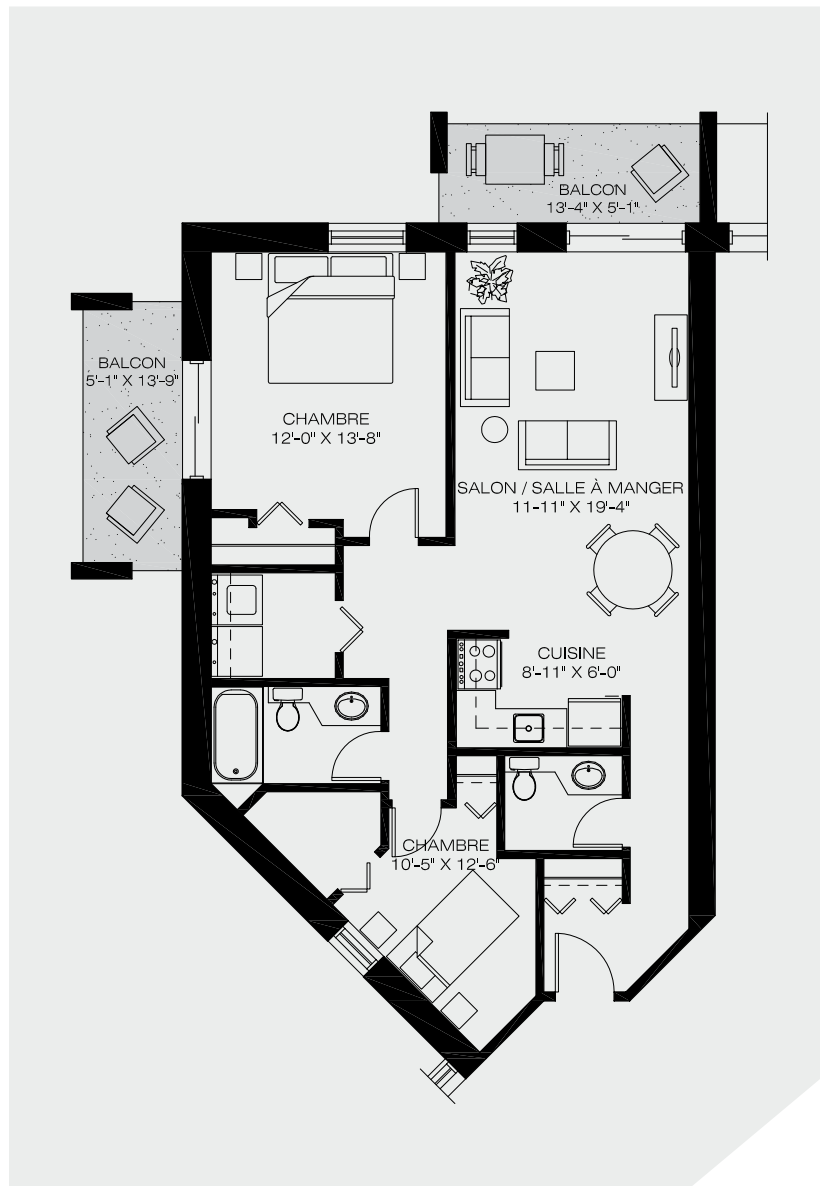 BALCON
13'-4" X 5'-1"
BALCON
5'-1" X 13'-9"
CHAMBRE
12'-0" X 13'-8"
SALON / SALLE À MANGER
11-11" X 19'-4"
CUISINE
8'-11" X 6'-0"
CHAMBRE
10'-5" X 12'-6"